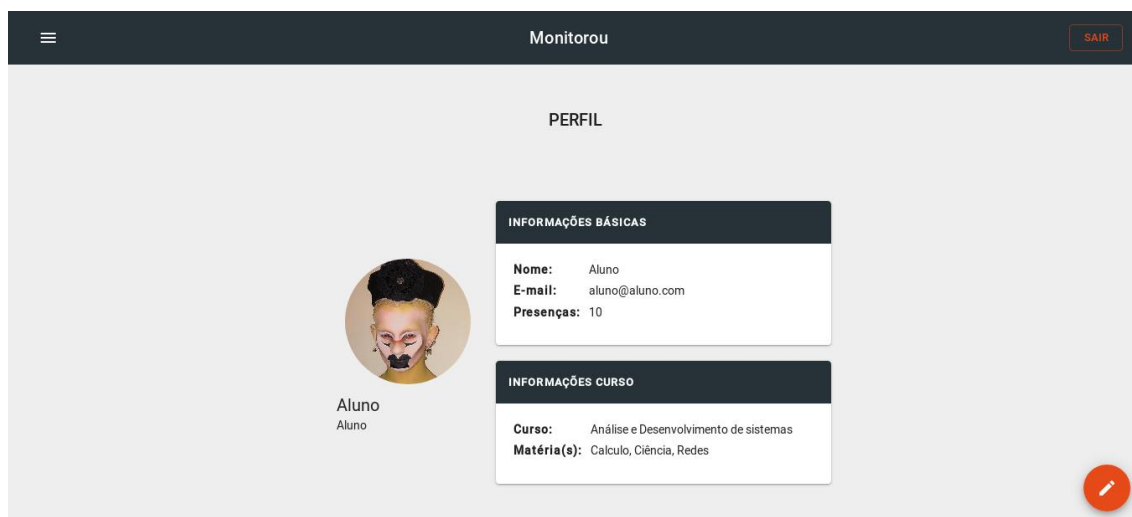 Monitorou
SAIR
PERFIL
INFORMAÇÕES BÁSICAS
Nome: Aluno
E-mail: aluno@aluno.com
Presenças: 10
Aluno
Aluno
INFORMAÇÕES CURSO
Curso: Análise e Desenvolvimento de sistemas
Matéria(s): Calculo, Ciência, Redes